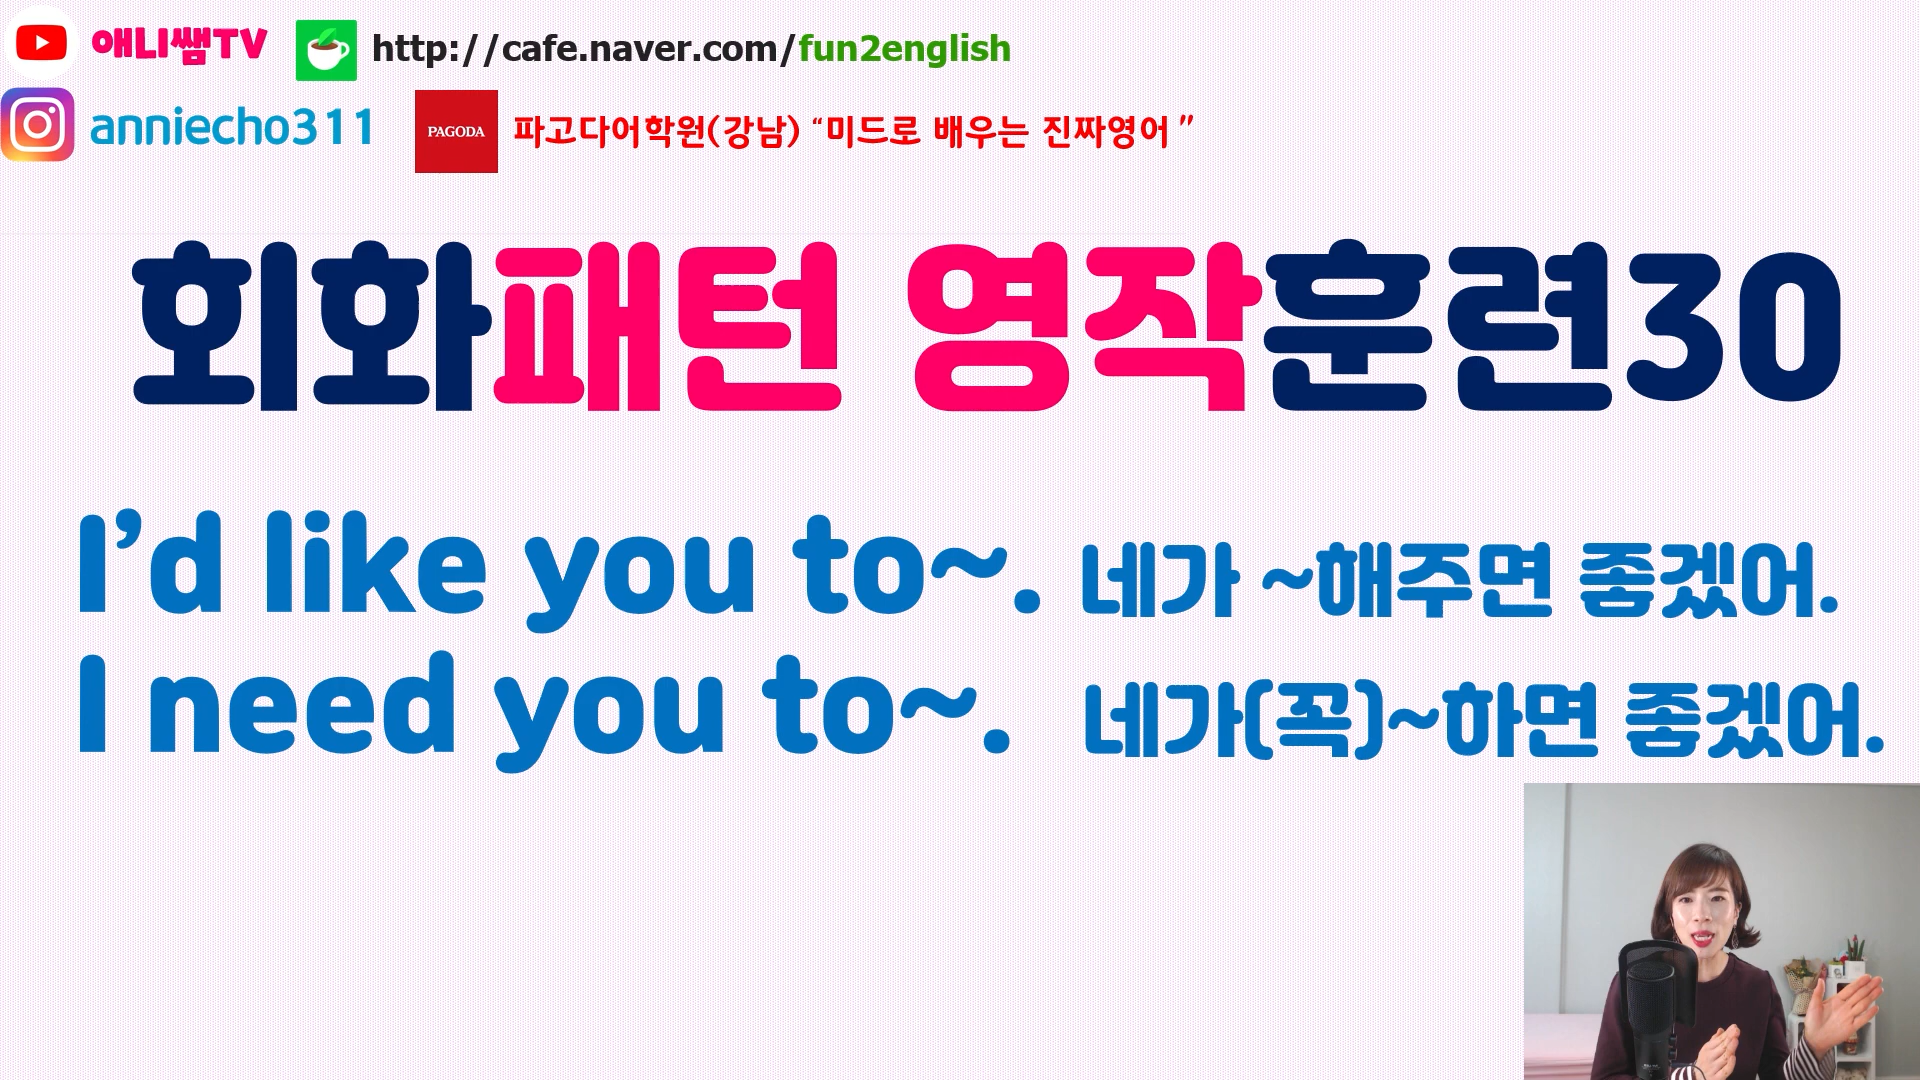 애니쌤TV http://cafe.naver.com/fun2english
anniecho311 PAGODA 파고다어학원(강남) “미드로 배우는 진짜영어 ”
회화패턴 영작훈련30
I’d like you to~. 네가 ~해주면 좋겠어.
I need you to~. 네가(꼭)~하면 좋겠어.